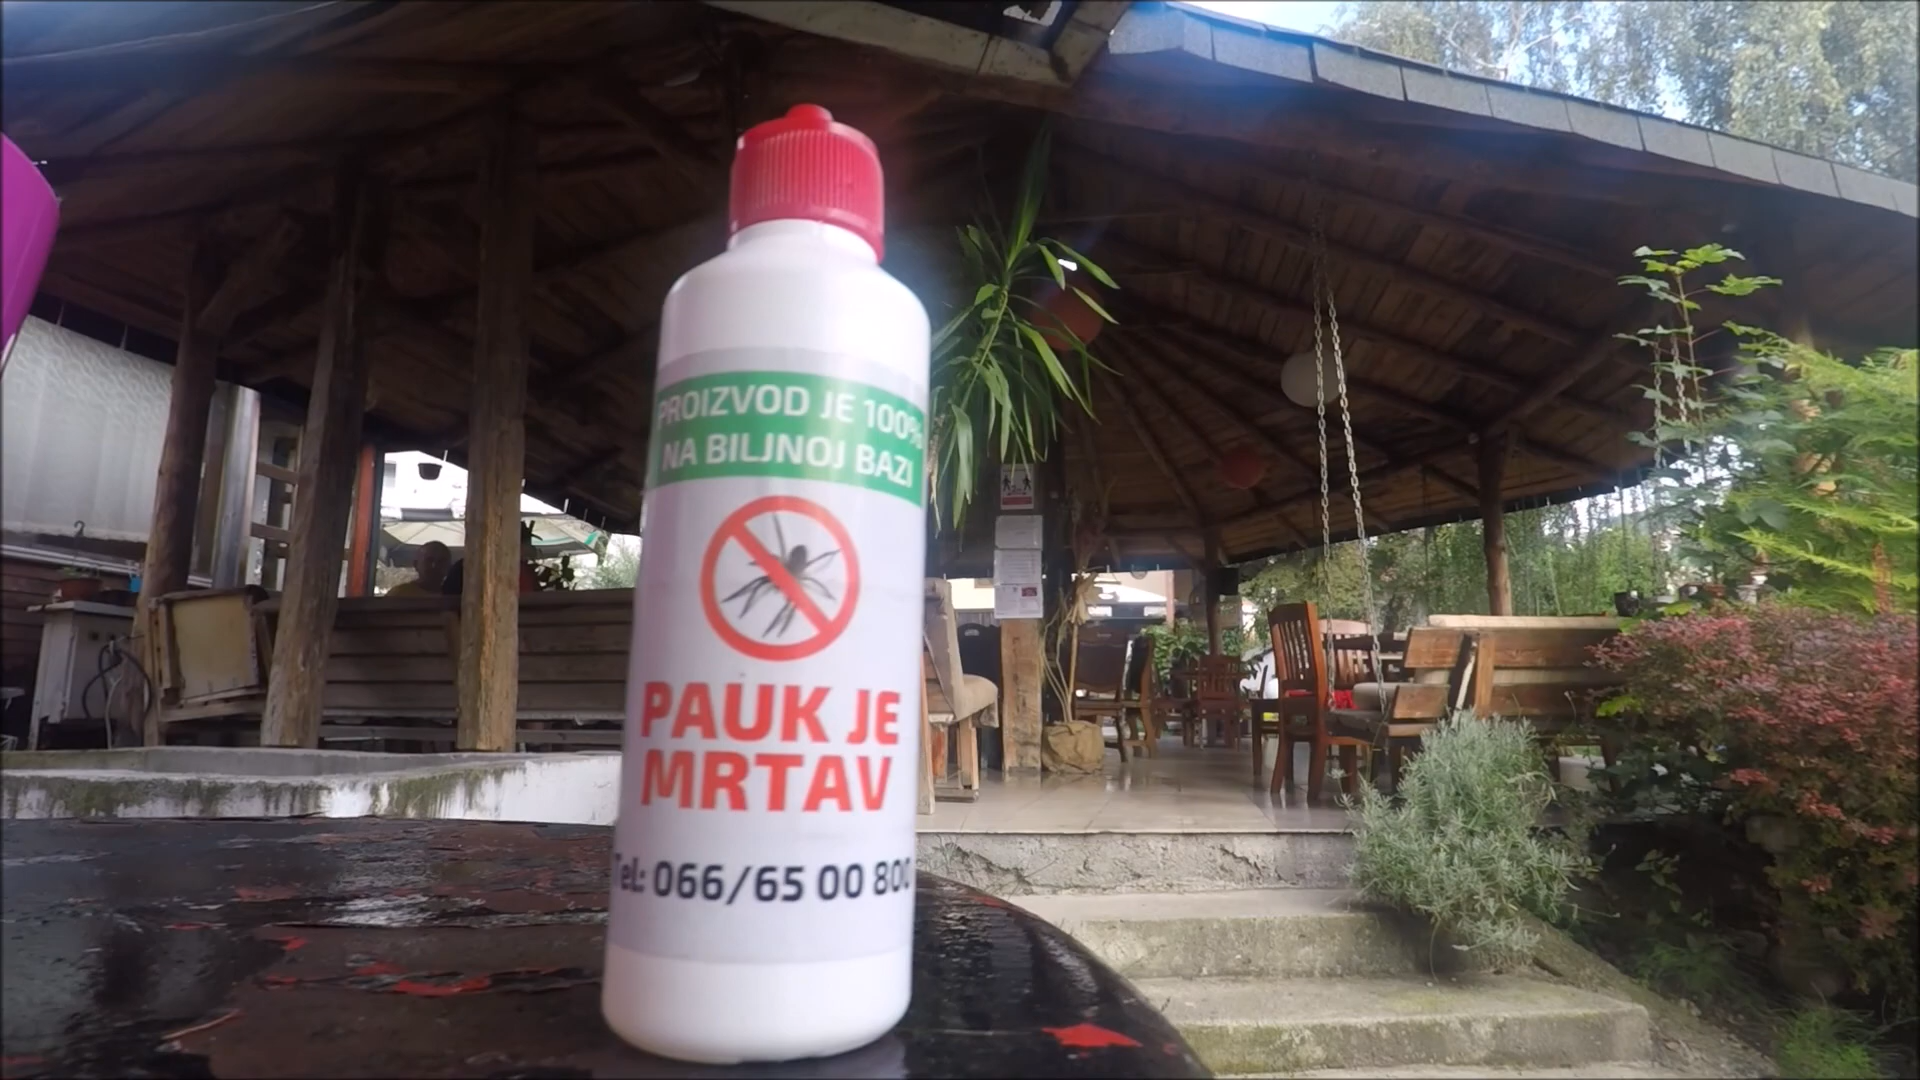 PROIZVOD JE 100%
NA BILJNOJ BAZI
PAUK JE
MRTAV
Tel: 066/65 00 800